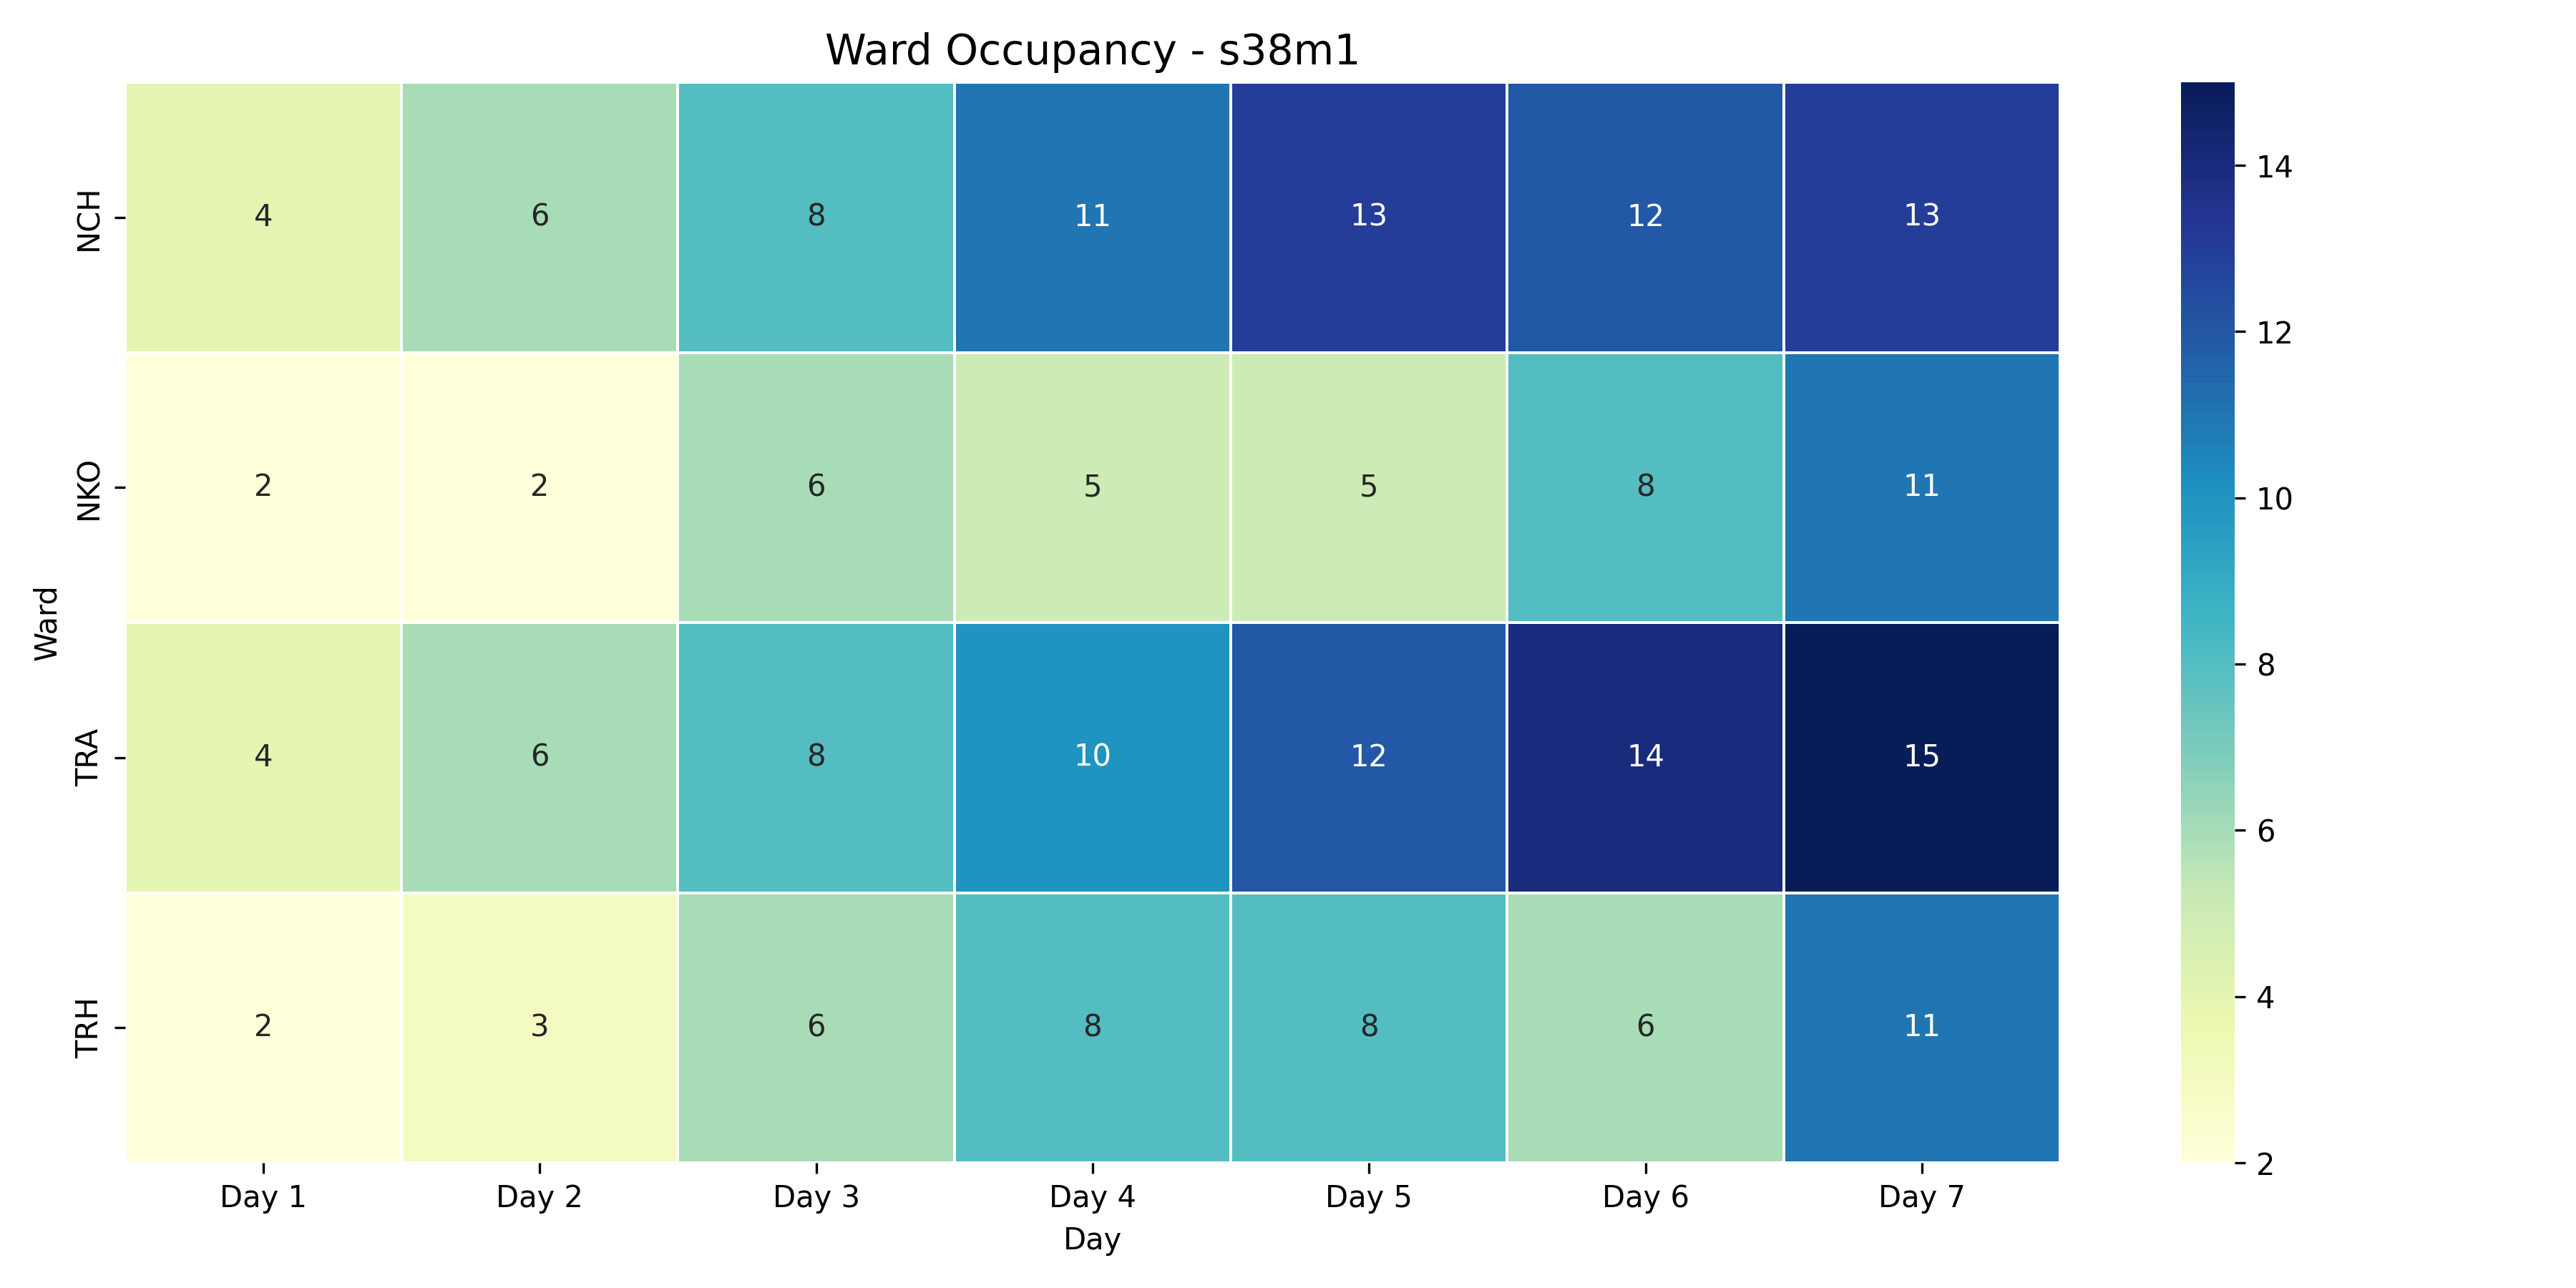 Ward Occupancy - s38m1
NCH 4 6 8 11 13 12 13
NKO 2 2 6 5 5 8 11
TRA 4 6 8 10 12 14 15
TRH 2 3 6 8 8 6 11
Ward
Day 1 Day 2 Day 3 Day 4 Day 5 Day 6 Day 7
Day
14
12
10
8
6
4
2